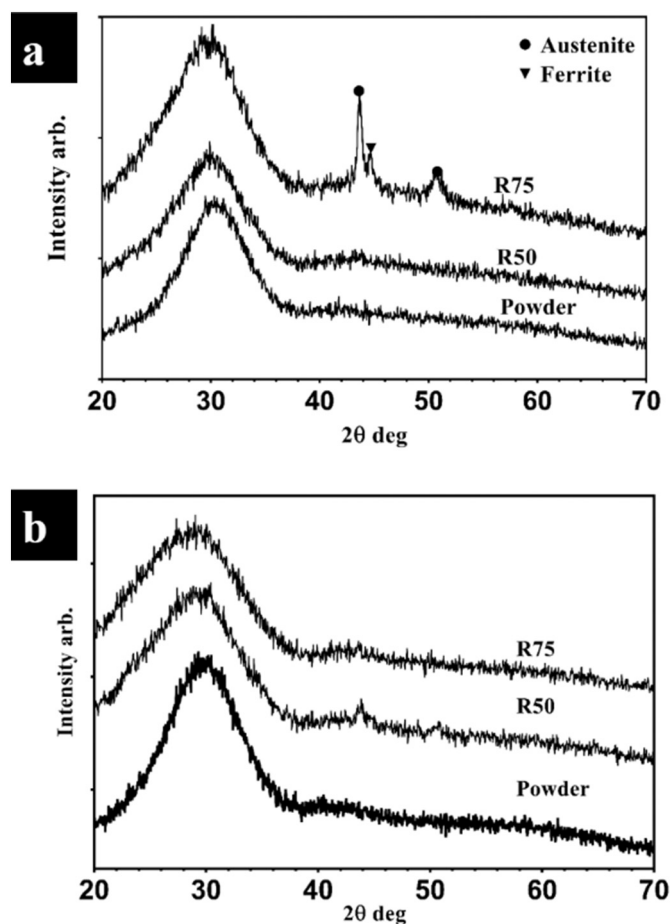 a
Intensity arb.
● Austenite
▼ Ferrite
R75
R50
Powder
20 30 40 50 60 70
2θ deg
b
Intensity arb.
R75
R50
Powder
20 30 40 50 60 70
2θ deg